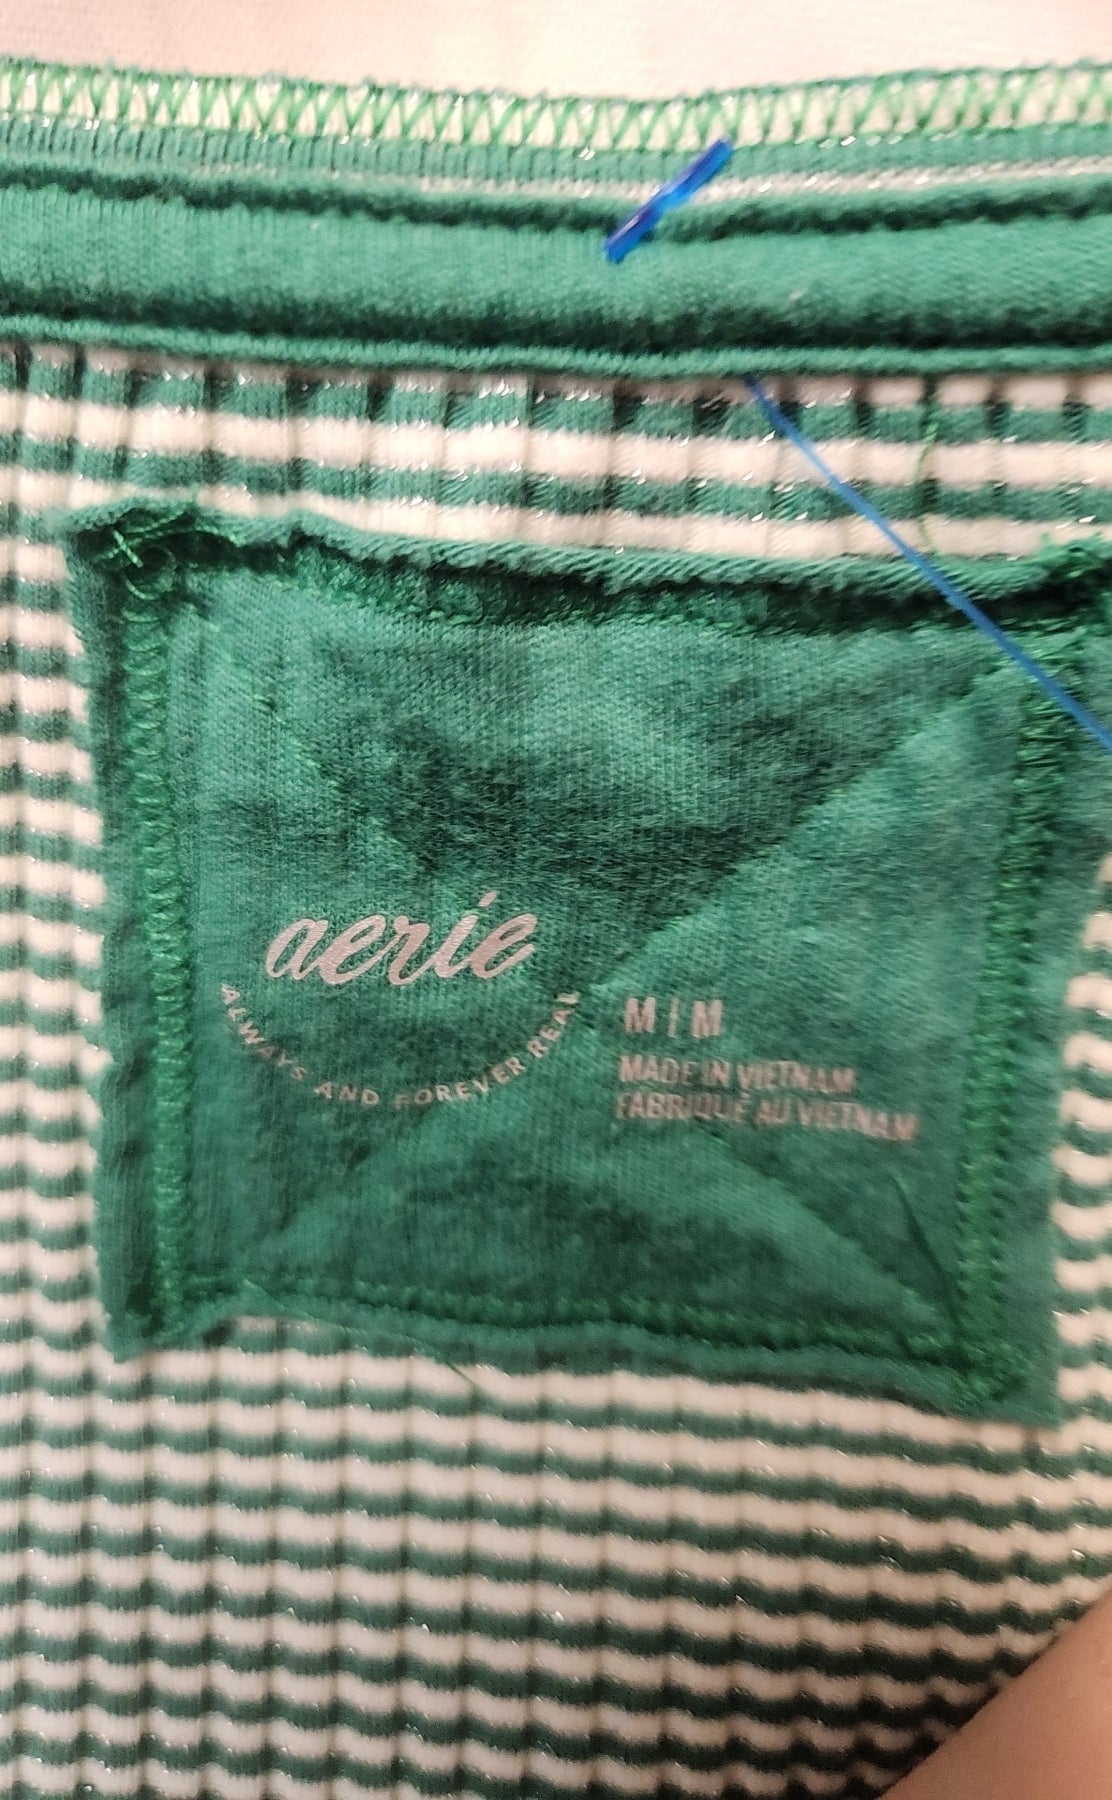 aerie
ALWAYS AND FOREVER REAL
M | M
MADE IN VIETNAM
FABRIQUÉ AU VIETNAM